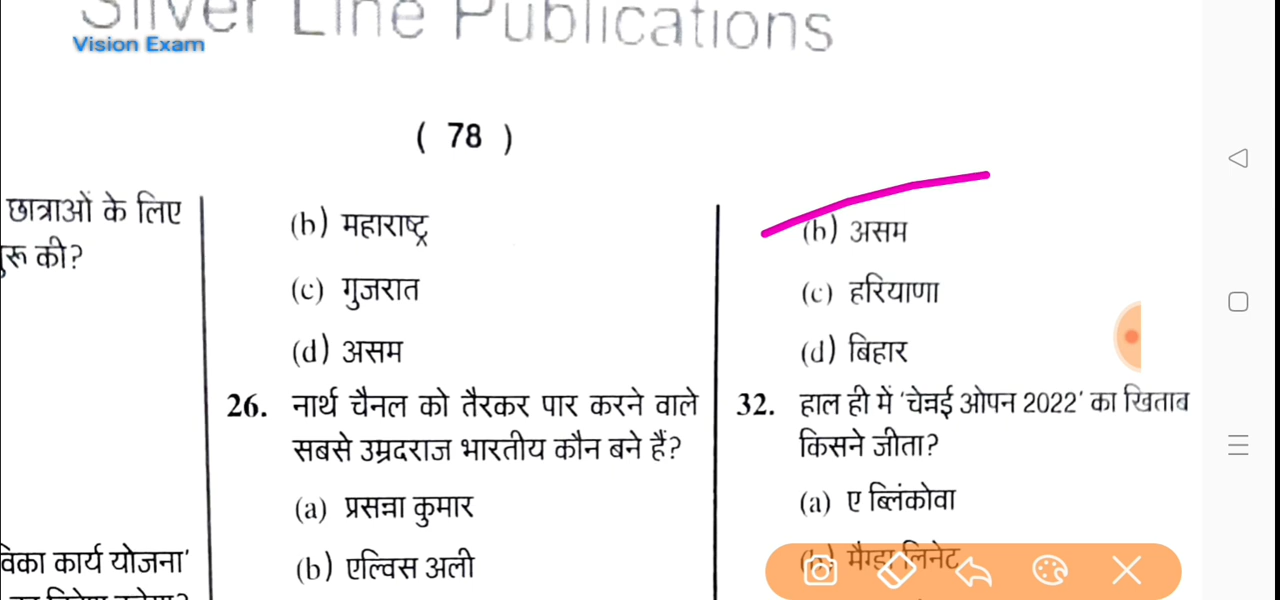 Silver Line Publications
Vision Exam
( 78 )
छात्राओं के लिए
की?
कार्य योजना'
(b) महाराष्ट्र
(c) गुजरात
(d) असम
26. नार्थ चैनल को तैरकर पार करने वाले
सबसे उम्रदराज भारतीय कौन बने हैं?
(a) प्रसन्ना कुमार
(b) एल्विस अली
(b) असम
(c) हरियाणा
(d) बिहार
32. हाल ही में 'चेन्नई ओपन 2022' का खिताब
किसने जीता?
(a) ए ब्लिंकोवा
(b) मैग्डा लिनेट